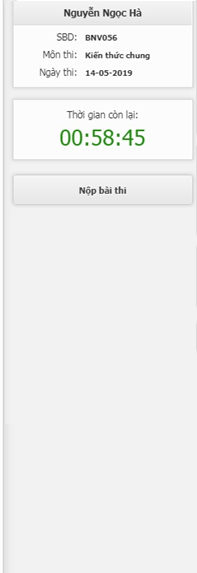 Nguyễn Ngọc Hà
SBD: BNV056
Môn thi: Kiến thức chung
Ngày thi: 14-05-2019
Thời gian còn lại:
00:58:45
Nộp bài thi